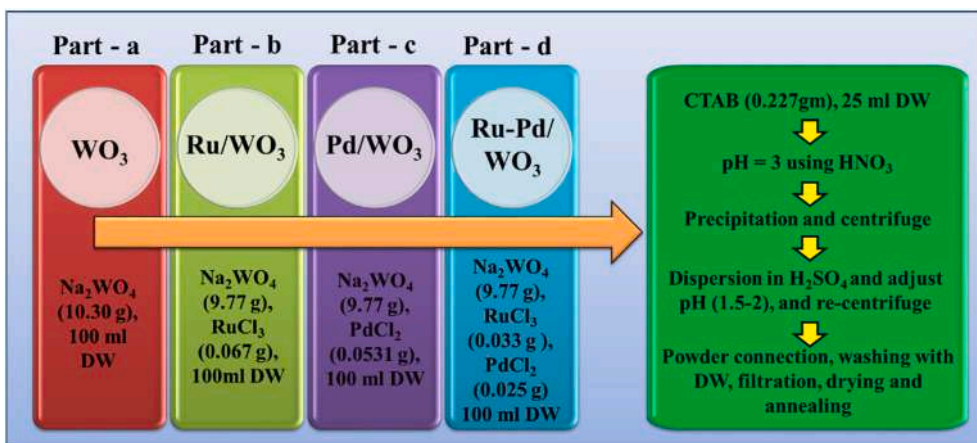 Part - a
Part - b
Part - c
Part - d
WO₃
Ru/WO₃
Pd/WO₃
Ru-Pd/
WO₃
Na₂WO₄
(10.30 g),
100 ml
DW
Na₂WO₄
(9.77 g),
RuCl₃
(0.067 g),
100ml DW
Na₂WO₄
(9.77 g),
PdCl₂
(0.0531 g),
100 ml DW
Na₂WO₄
(9.77 g),
RuCl₃
(0.033 g ),
PdCl₂
(0.025 g)
100 ml DW
CTAB (0.227gm), 25 ml DW
pH = 3 using HNO₃
Precipitation and centrifuge
Dispersion in H₂SO₄ and adjust
pH (1.5-2), and re-centrifuge
Powder connection, washing with
DW, filtration, drying and
annealing